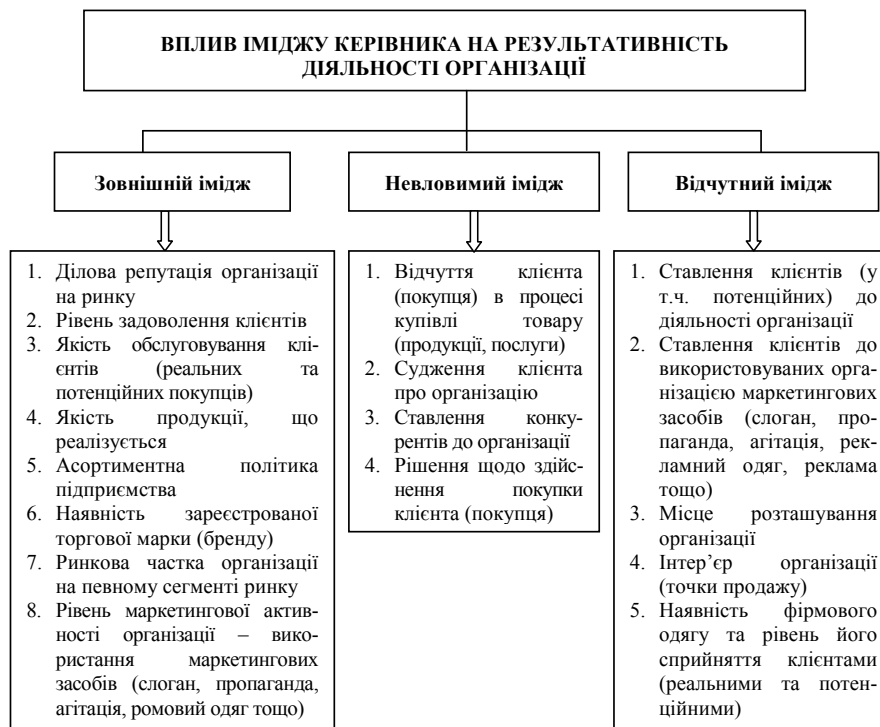 ВПЛИВ ІМІДЖУ КЕРІВНИКА НА РЕЗУЛЬТАТИВНІСТЬ
ДІЯЛЬНОСТІ ОРГАНІЗАЦІЇ
Зовнішній імідж
1. Ділова репутація організації
на ринку
2. Рівень задоволення клієнтів
3. Якість обслуговування клі-
єнтів (реальних та
потенційних покупців)
4. Якість продукції, що
реалізується
5. Асортиментна політика
підприємства
6. Наявність зареєстрованої
торгової марки (бренду)
7. Ринкова частка організації
на певному сегменті ринку
8. Рівень маркетингової актив-
ності організації – вико-
ристання маркетингових
засобів (слоган, пропаганда,
агітація, ромовий одяг тощо)
Невловимий імідж
1. Відчуття клієнта
(покупця) в процесі
купівлі товару
(продукції, послуги)
2. Судження клієнта
про організацію
3. Ставлення конку-
рентів до організації
4. Рішення щодо здійс-
нення покупки
клієнта (покупця)
Відчутний імідж
1. Ставлення клієнтів (у
т.ч. потенційних) до
діяльності організації
2. Ставлення клієнтів до
використовуваних орга-
нізацією маркетингових
засобів (слоган, про-
паганда, агітація, рек-
ламний одяг, реклама
тощо)
3. Місце розташування
організації
4. Інтер’єр організації
(точки продажу)
5. Наявність фірмового
одягу та рівень його
сприйняття клієнтами
(реальними та потен-
ційними)